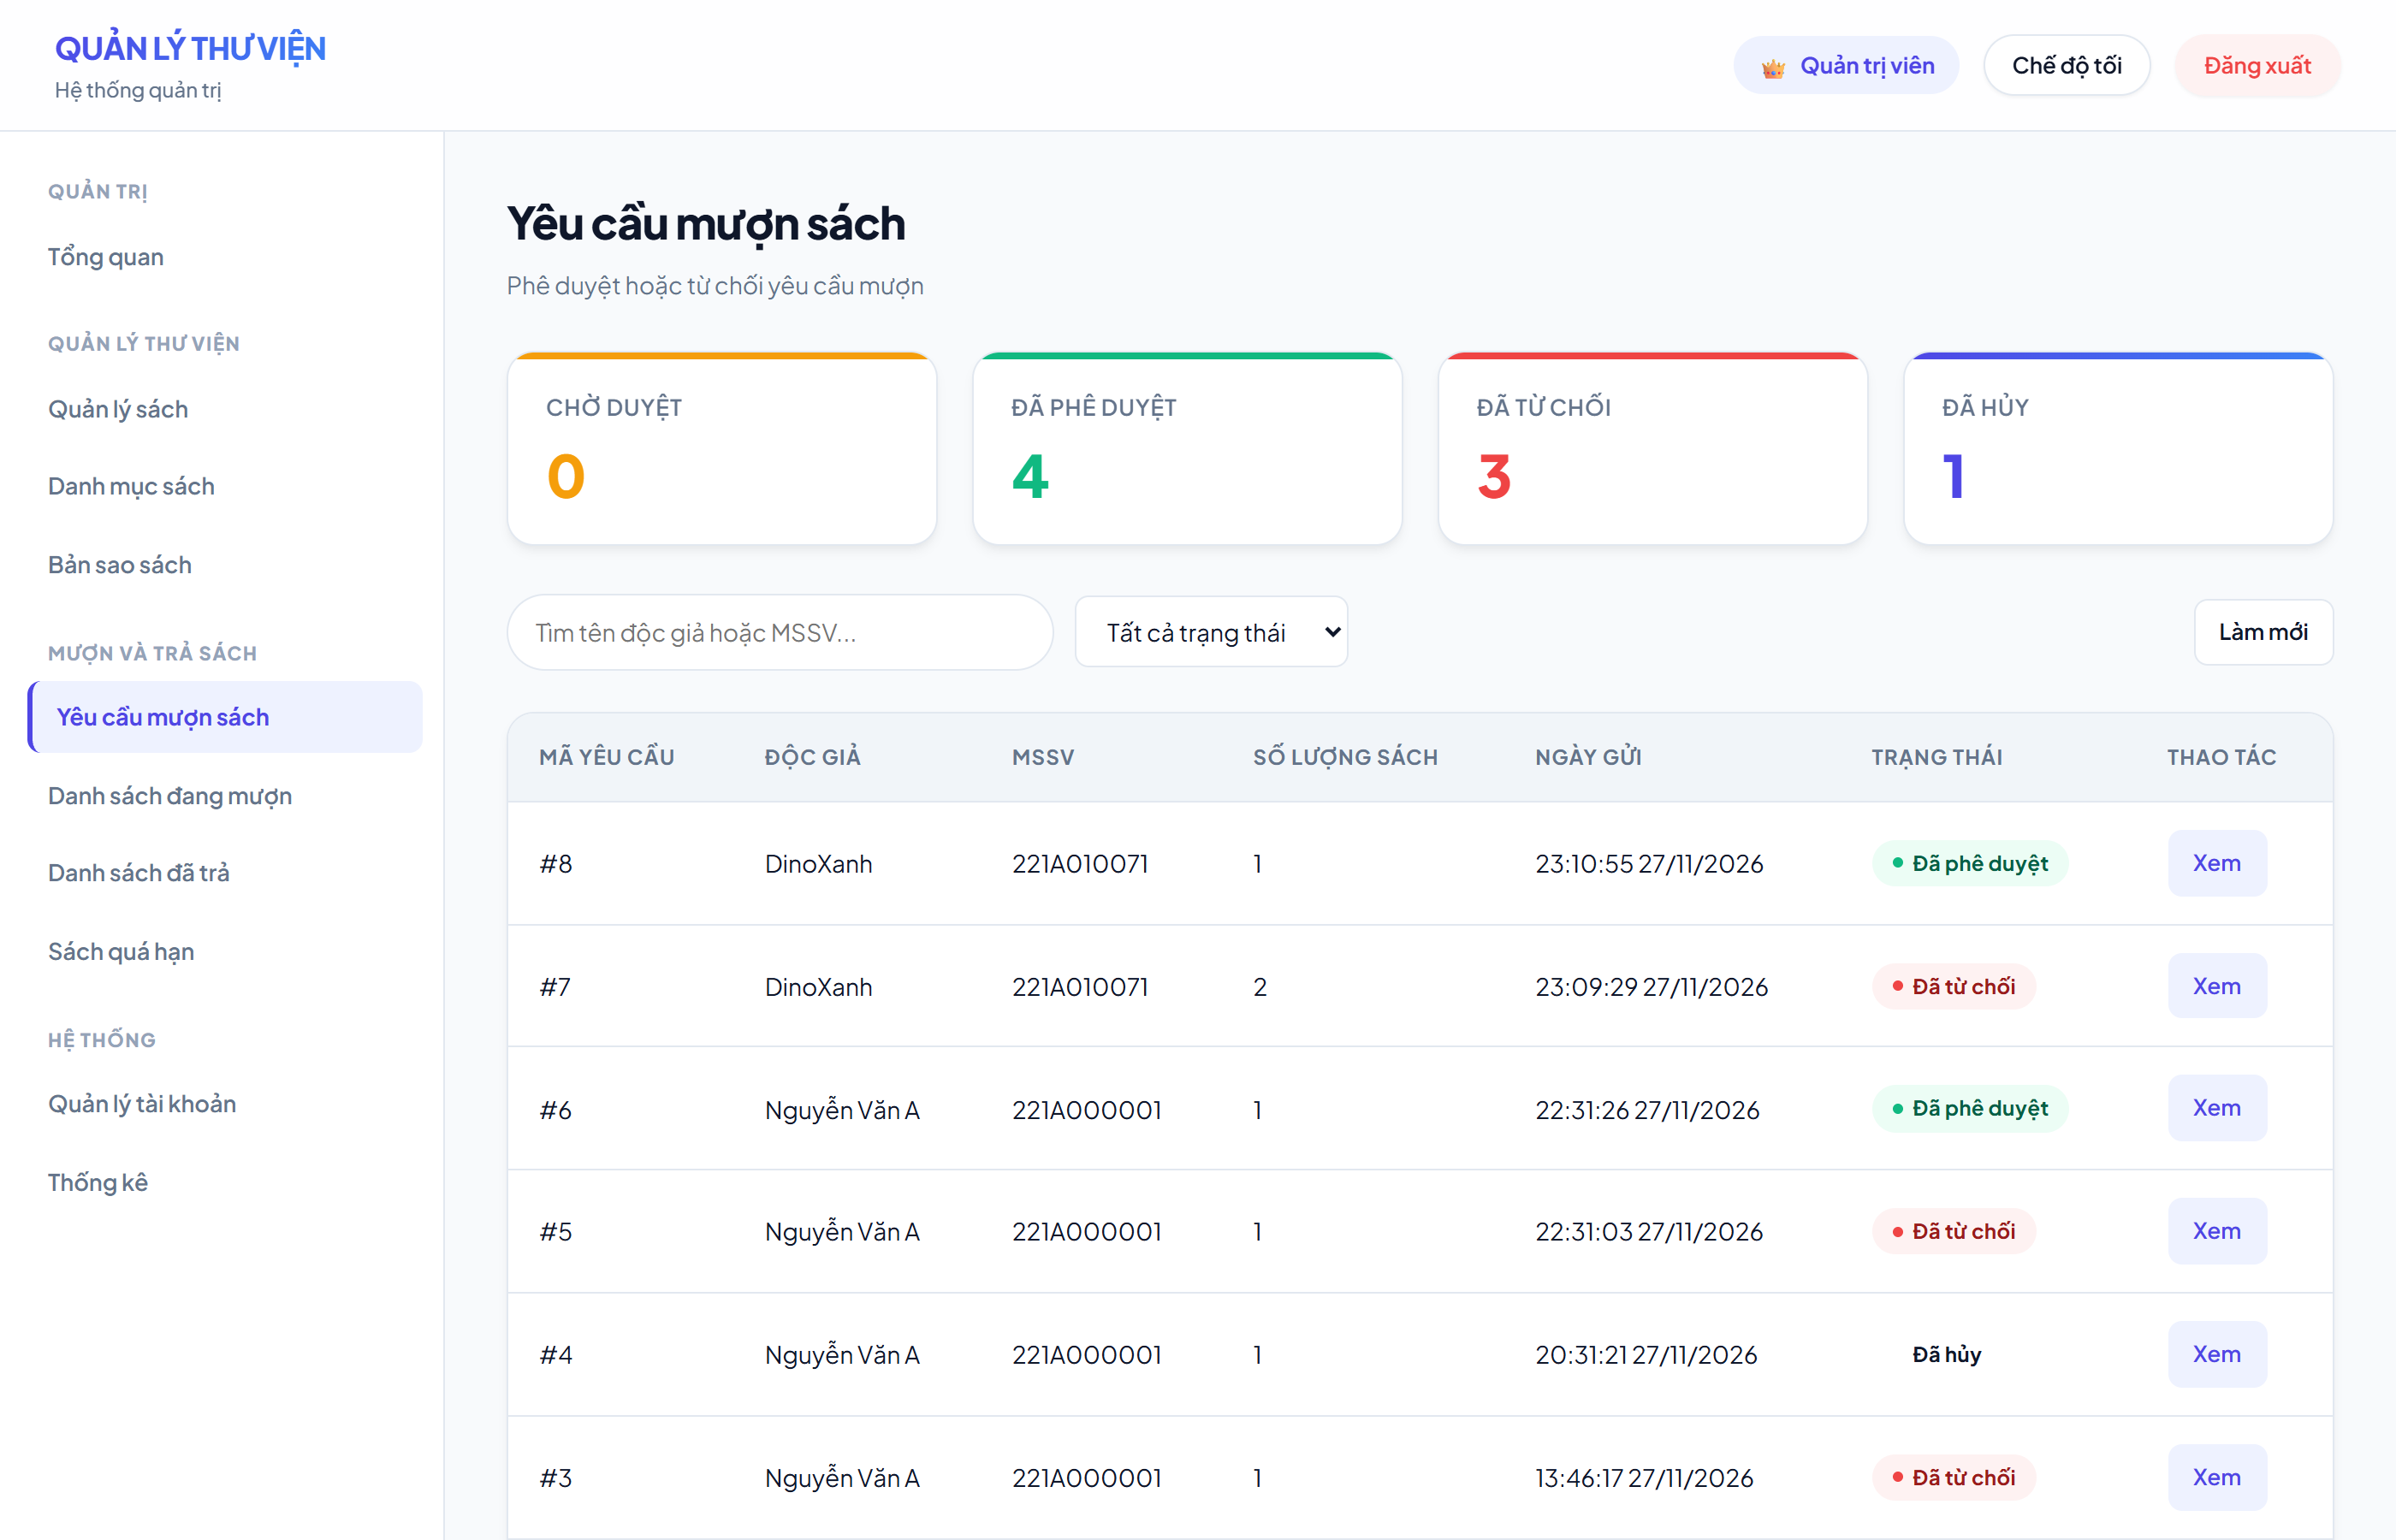 QUẢN LÝ THƯ VIỆN
Hệ thống quản trị
Quản trị viên
Chế độ tối
Đăng xuất
QUẢN TRỊ
Tổng quan
QUẢN LÝ THƯ VIỆN
Quản lý sách
Danh mục sách
Bản sao sách
MƯỢN VÀ TRẢ SÁCH
Yêu cầu mượn sách
Danh sách đang mượn
Danh sách đã trả
Sách quá hạn
HỆ THỐNG
Quản lý tài khoản
Thống kê
Yêu cầu mượn sách
Phê duyệt hoặc từ chối yêu cầu mượn
CHỜ DUYỆT
0
ĐÃ PHÊ DUYỆT
4
ĐÃ TỪ CHỐI
3
ĐÃ HỦY
1
Tìm tên độc giả hoặc MSSV...
Tất cả trạng thái
Làm mới
MÃ YÊU CẦU ĐỘC GIẢ MSSV SỐ LƯỢNG SÁCH NGÀY GỬI TRẠNG THÁI THAO TÁC
#8 DinoXanh 221A010071 1 23:10:55 27/11/2026 Đã phê duyệt Xem
#7 DinoXanh 221A010071 2 23:09:29 27/11/2026 Đã từ chối Xem
#6 Nguyễn Văn A 221A000001 1 22:31:26 27/11/2026 Đã phê duyệt Xem
#5 Nguyễn Văn A 221A000001 1 22:31:03 27/11/2026 Đã từ chối Xem
#4 Nguyễn Văn A 221A000001 1 20:31:21 27/11/2026 Đã hủy Xem
#3 Nguyễn Văn A 221A000001 1 13:46:17 27/11/2026 Đã từ chối Xem